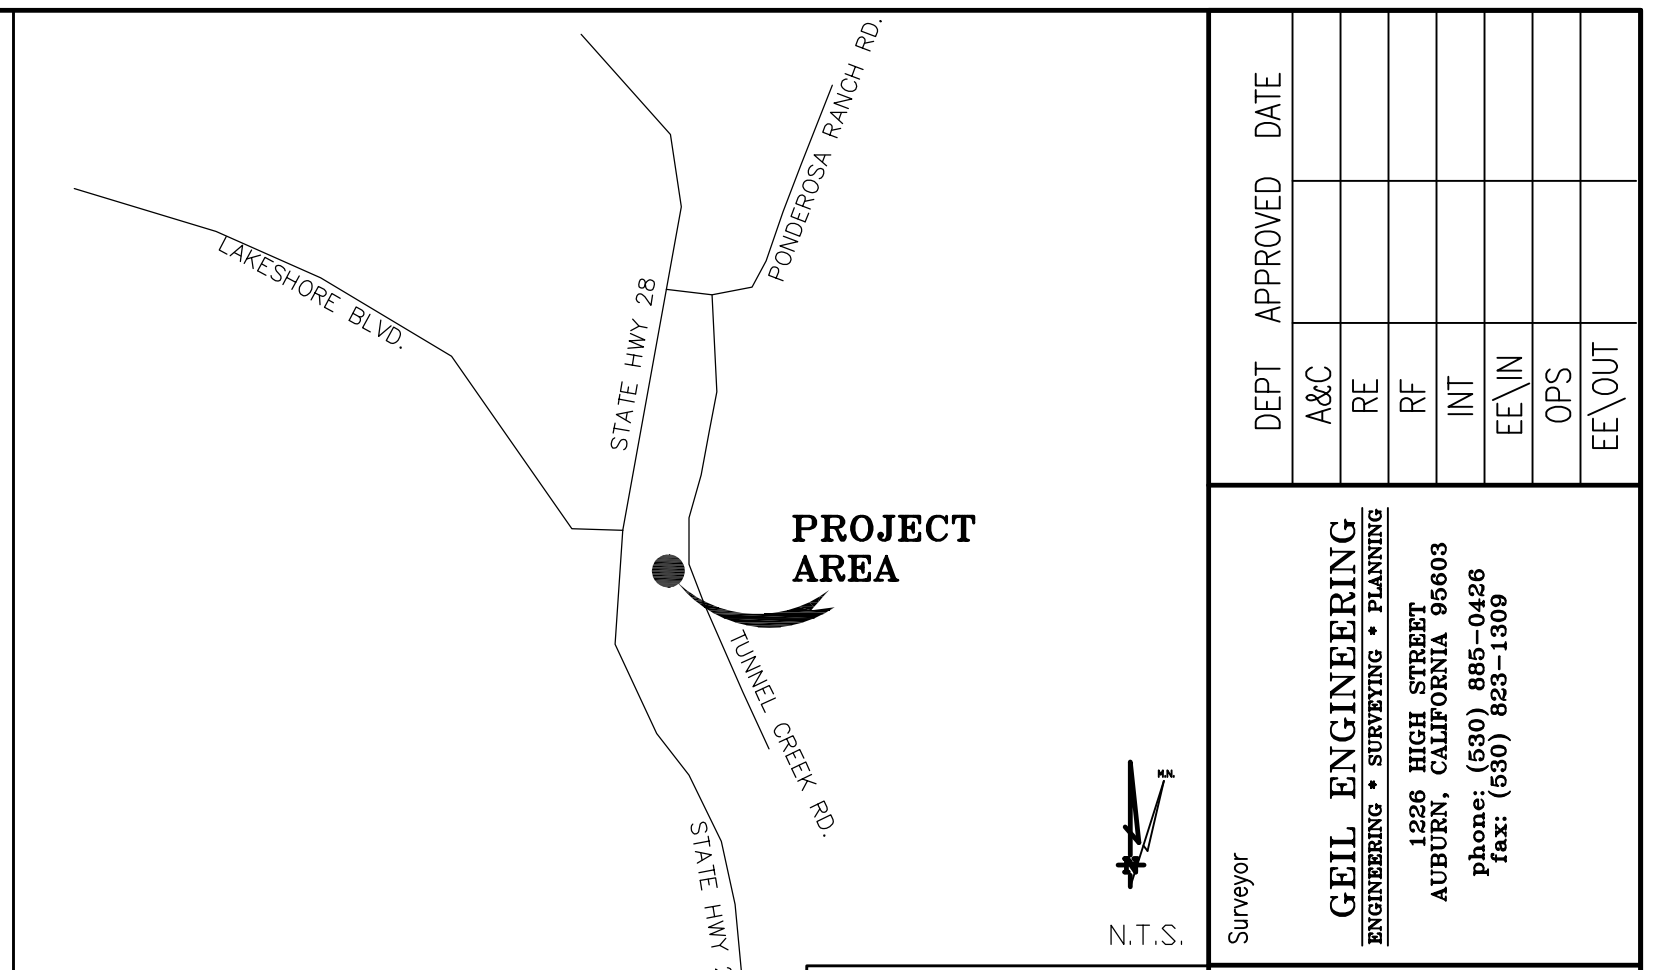 PONDEROSA RANCH RD.
LAKESHORE BLVD.
STATE HWY 28
PROJECT
AREA
TUNNEL CREEK RD.
STATE HWY
M.N.
N.T.S.
DEPT APPROVED DATE
A&C
RE
RF
INT
EE\IN
OPS
EE\OUT
Surveyor
GEIL ENGINEERING
ENGINEERING * SURVEYING * PLANNING
1226 HIGH STREET
AUBURN, CALIFORNIA 95603
phone: (530) 885-0426
fax: (530) 823-1309